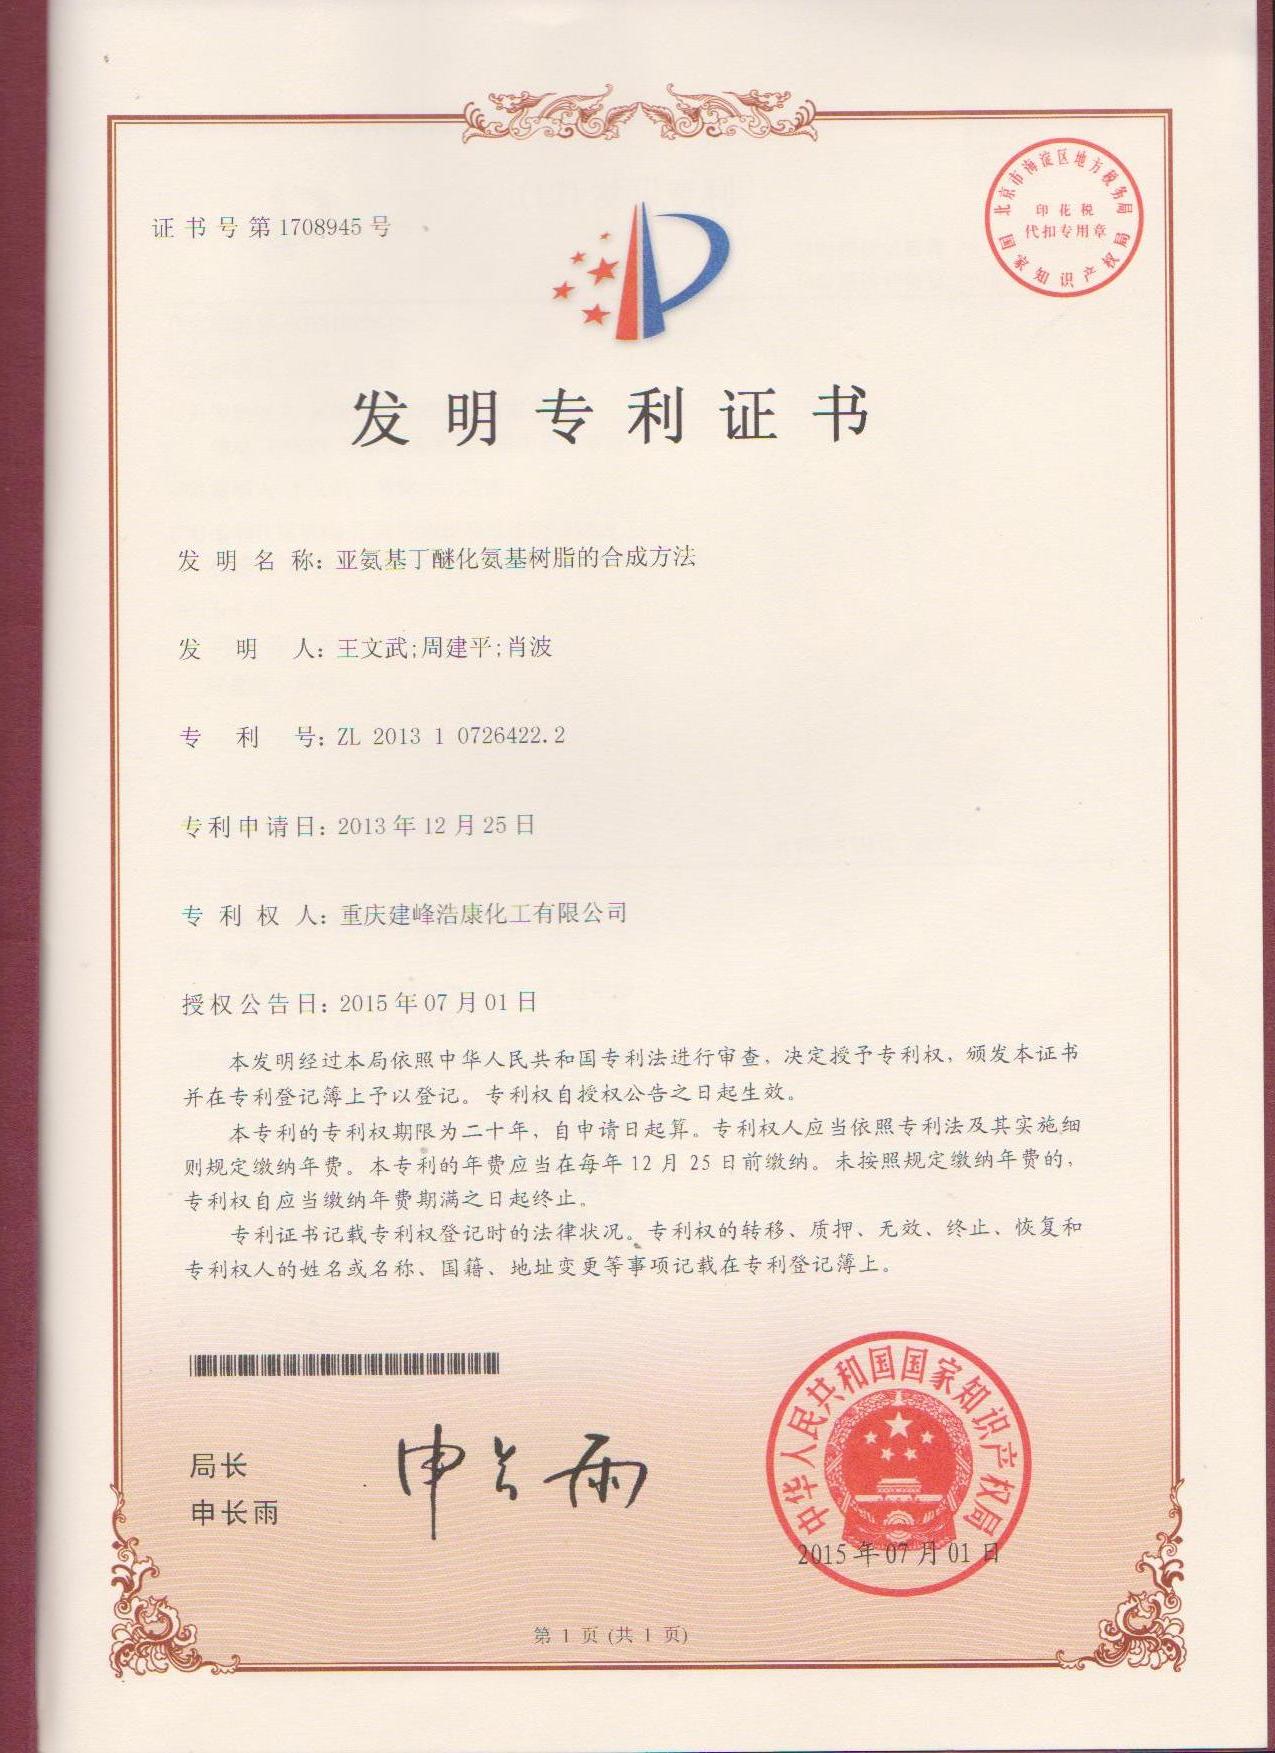 证书号第1708945号
北京市海淀区地方税务局
印花税
代扣专用章
国家知识产权局
发明专利证书
发明名称：亚氨基丁醚化氨基树脂的合成方法
发明人：王文武;周建平;肖波
专利号：ZL 2013 1 0726422.2
专利申请日：2013年12月25日
专利权人：重庆建峰浩康化工有限公司
授权公告日：2015年07月01日
本发明经过本局依照中华人民共和国专利法进行审查，决定授予专利权，颁发本证书
并在专利登记簿上予以登记。专利权自授权公告之日起生效。
本专利的专利权期限为二十年，自申请日起算。专利权人应当依照专利法及其实施细
则规定缴纳年费。本专利的年费应当在每年12月25日前缴纳。未按照规定缴纳年费的，
专利权自应当缴纳年费期满之日起终止。
专利证书记载专利权登记时的法律状况。专利权的转移、质押、无效、终止、恢复和
专利权人的姓名或名称、国籍、地址变更等事项记载在专利登记簿上。
局长
申长雨
申长雨
中华人民共和国国家知识产权局
2015年07月01日
第1页(共1页)